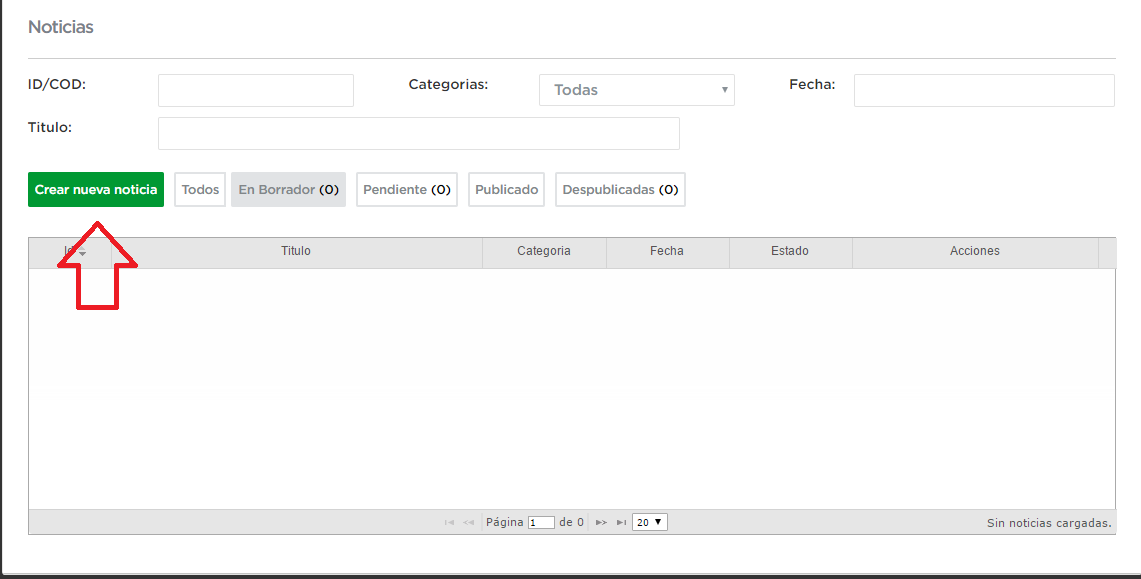 Noticias
ID/COD: Categorias: Todas Fecha:
Titulo:
Crear nueva noticia Todos En Borrador (0) Pendiente (0) Publicado Despublicadas (0)
Id Titulo Categoria Fecha Estado Acciones
Página 1 de 0 20 Sin noticias cargadas.